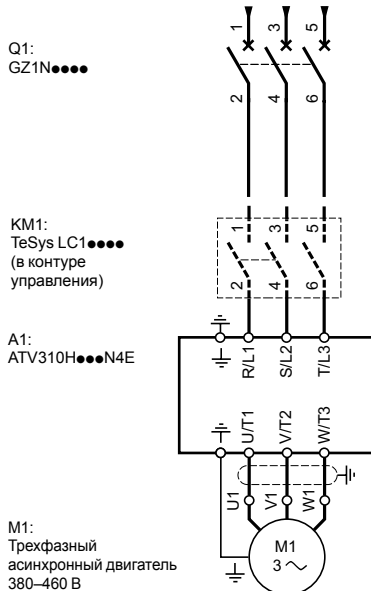 1 3 5
Q1:
GZ1N●●●●
2 4 6
KM1:
TeSys LC1●●●●
(в контуре
управления)
1 3 5
2 4 6
A1:
ATV310H●●●N4E
R/L1 S/L2 T/L3
U/T1 V/T2 W/T3
U1 V1 W1
M1:
Трехфазный
асинхронный двигатель
380–460 В
M1
3 ~